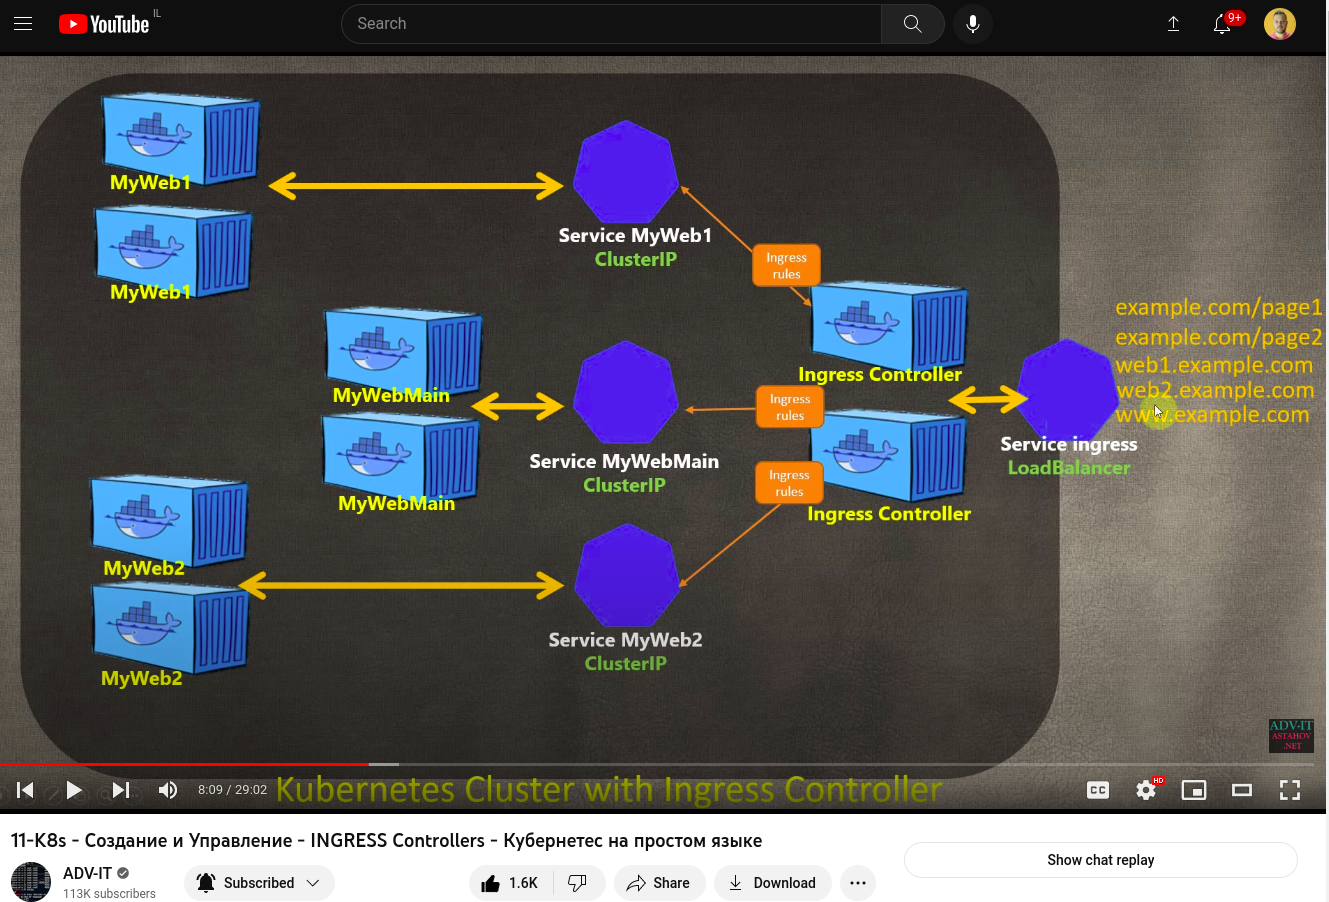 YouTube
IL
Search
9+
MyWeb1
MyWeb1
Service MyWeb1
ClusterIP
Ingress
rules
example.com/page1
example.com/page2
web1.example.com
web2.example.com
www.example.com
Ingress Controller
MyWebMain
MyWebMain
Ingress
rules
Service MyWebMain
ClusterIP
Service ingress
LoadBalancer
Ingress
rules
Ingress Controller
MyWeb2
MyWeb2
Service MyWeb2
ClusterIP
ADV-IT
ASTAHOV
.NET
8:09 / 29:02
Kubernetes Cluster with Ingress Controller
CC
HD
11-K8s - Создание и Управление - INGRESS Controllers - Кубернетес на простом языке
Show chat replay
ADV-IT
113K subscribers
Subscribed
1.6K
Share
Download